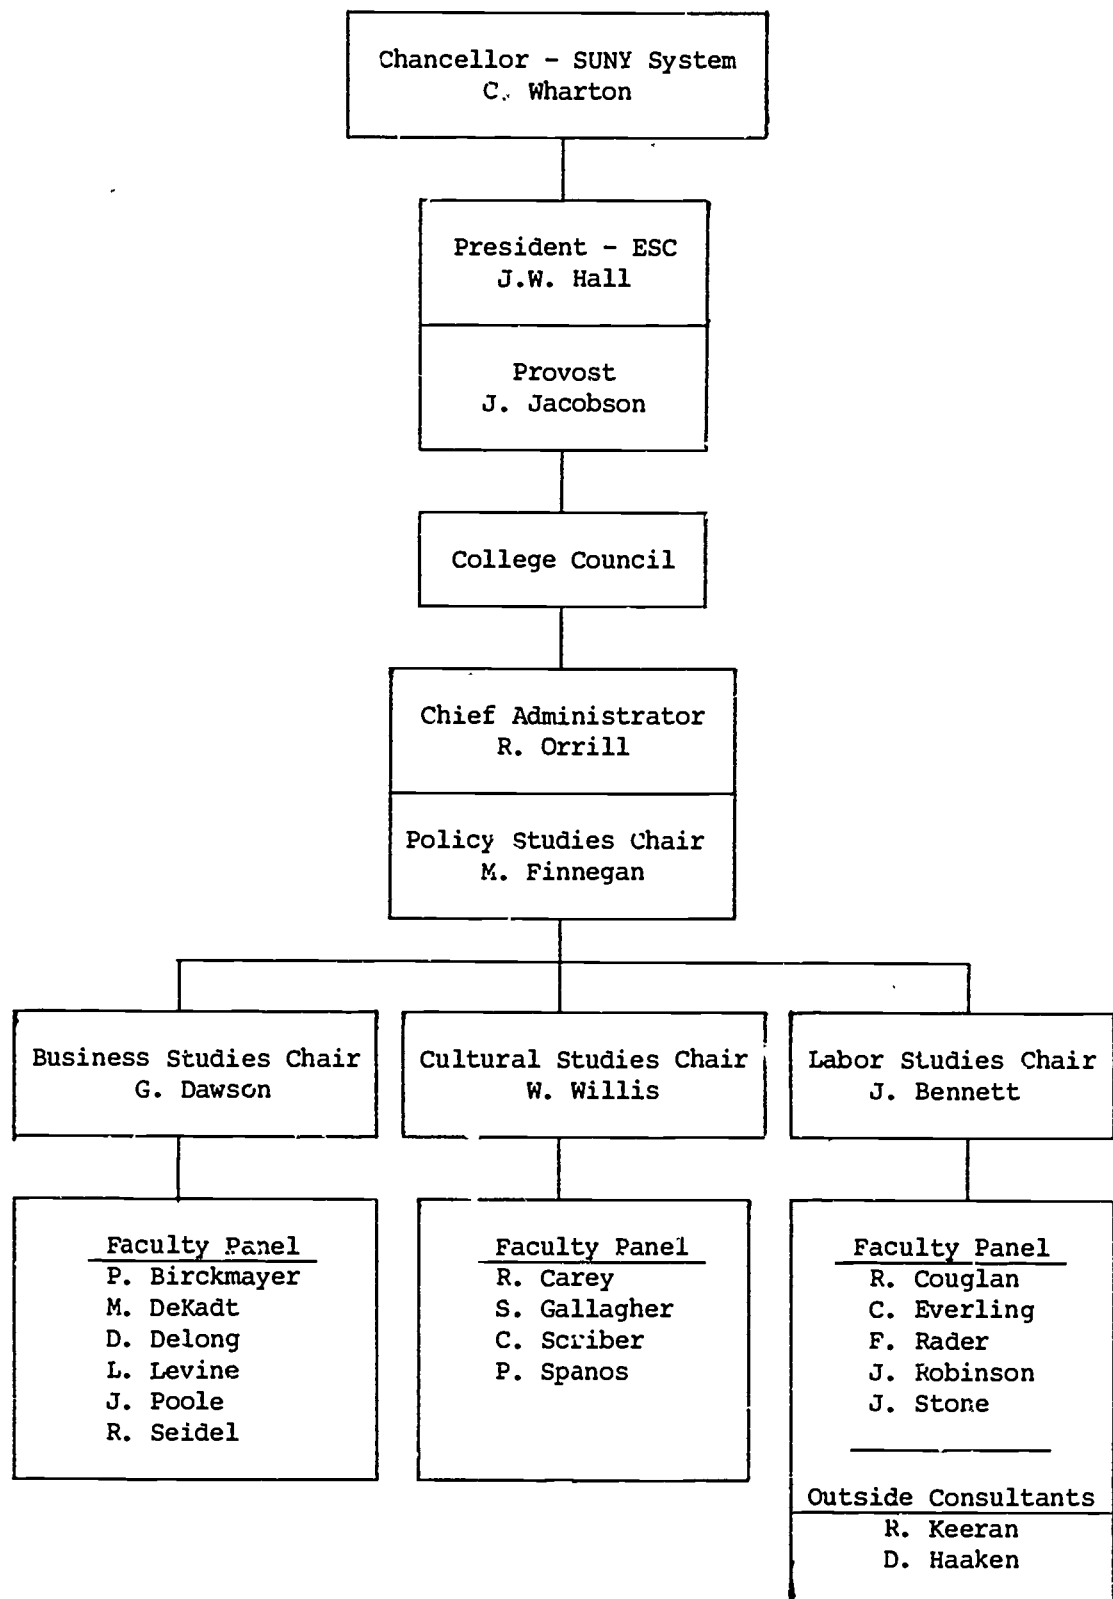 Chancellor - SUNY System
C. Wharton
President - ESC
J.W. Hall
Provost
J. Jacobson
College Council
Chief Administrator
R. Orrill
Policy Studies Chair
M. Finnegan
Business Studies Chair
G. Dawson
Faculty Panel
P. Birckmayer
M. DeKadt
D. Delong
L. Levine
J. Poole
R. Seidel
Cultural Studies Chair
W. Willis
Faculty Panel
R. Carey
S. Gallagher
C. Scriber
P. Spanos
Labor Studies Chair
J. Bennett
Faculty Panel
R. Couglan
C. Everling
F. Rader
J. Robinson
J. Stone
Outside Consultants
R. Keeran
D. Haaken